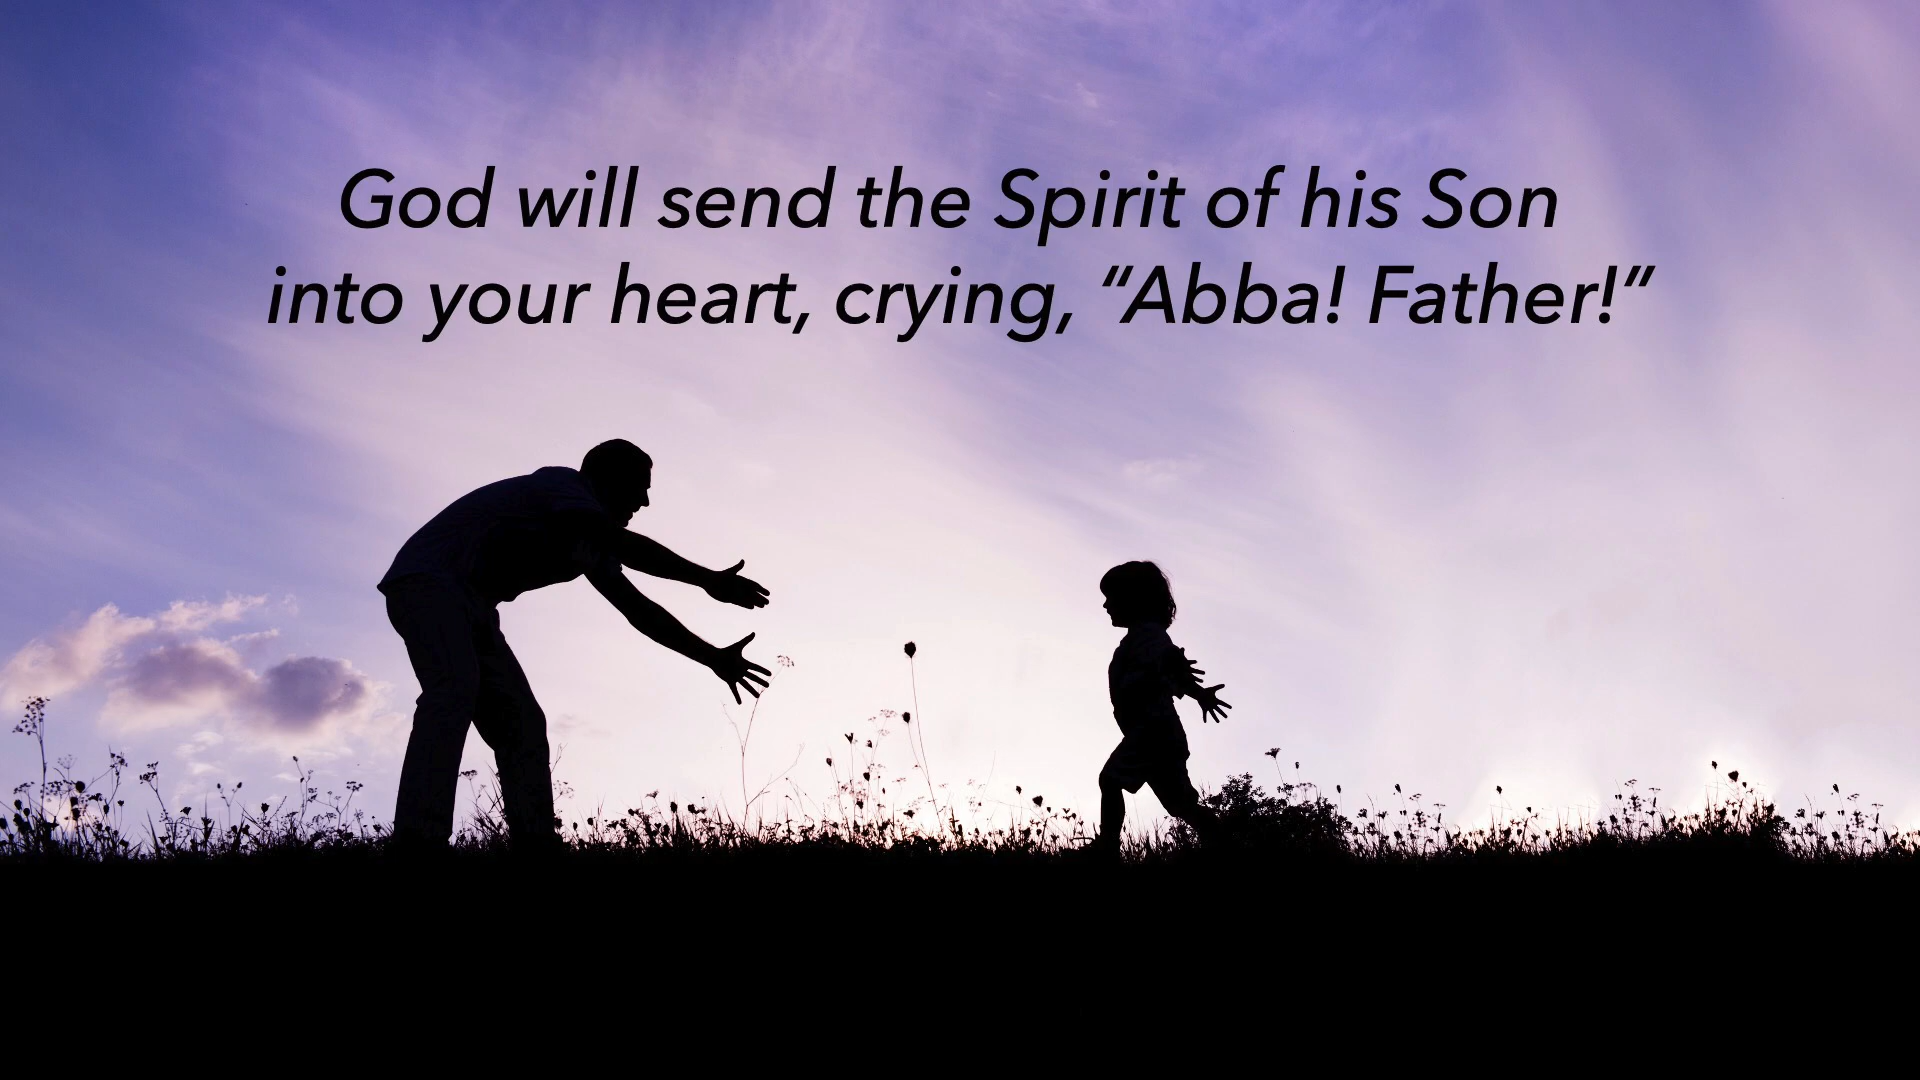 God will send the Spirit of his Son
into your heart, crying, “Abba! Father!”